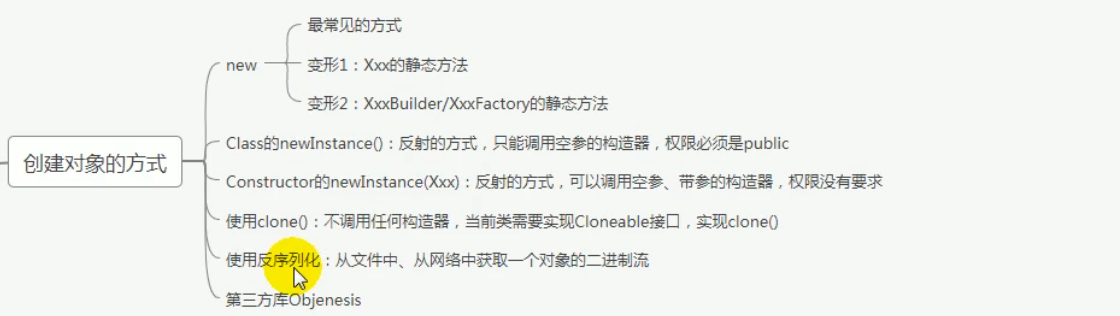 最常见的方式
new
变形1：Xxx的静态方法
变形2：XxxBuilder/XxxFactory的静态方法
创建对象的方式
Class的newInstance()：反射的方式，只能调用空参的构造器，权限必须是public
Constructor的newInstance(Xxx)：反射的方式，可以调用空参、带参的构造器，权限没有要求
使用clone()：不调用任何构造器，当前类需要实现Cloneable接口，实现clone()
使用反序列化：从文件中、从网络中获取一个对象的二进制流
第三方库Objenesis